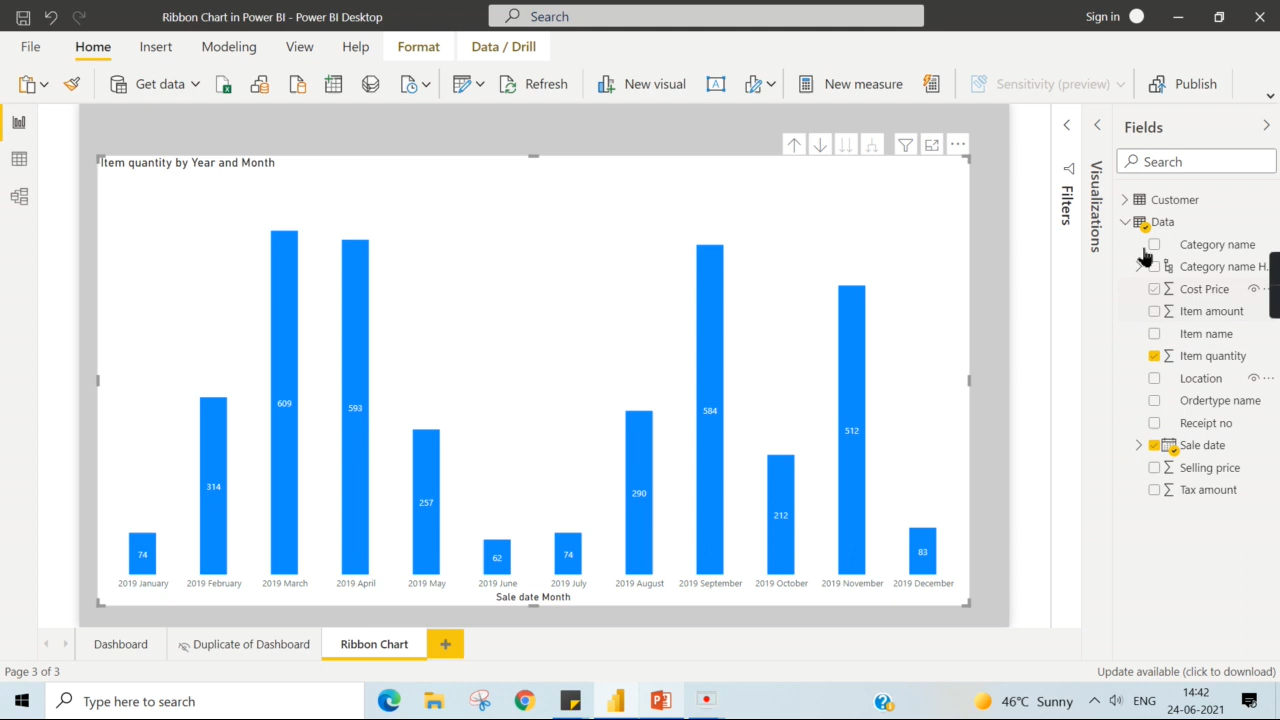 Ribbon Chart in Power BI - Power BI Desktop
Search
Sign in
File
Home
Insert
Modeling
View
Help
Format
Data / Drill
Get data
Refresh
New visual
New measure
Sensitivity (preview)
Publish
Item quantity by Year and Month
609
593
584
512
314
290
257
212
74
62
74
83
2019 January
2019 February
2019 March
2019 April
2019 May
2019 June
2019 July
2019 August
2019 September
2019 October
2019 November
2019 December
Sale date Month
Filters
Visualizations
Fields
Search
Customer
Data
Category name
Category name H...
Cost Price
Item amount
Item name
Item quantity
Location
Ordertype name
Receipt no
Sale date
Selling price
Tax amount
Dashboard
Duplicate of Dashboard
Ribbon Chart
+
Page 3 of 3
Update available (click to download)
Type here to search
46°C Sunny
ENG
14:42
24-06-2021